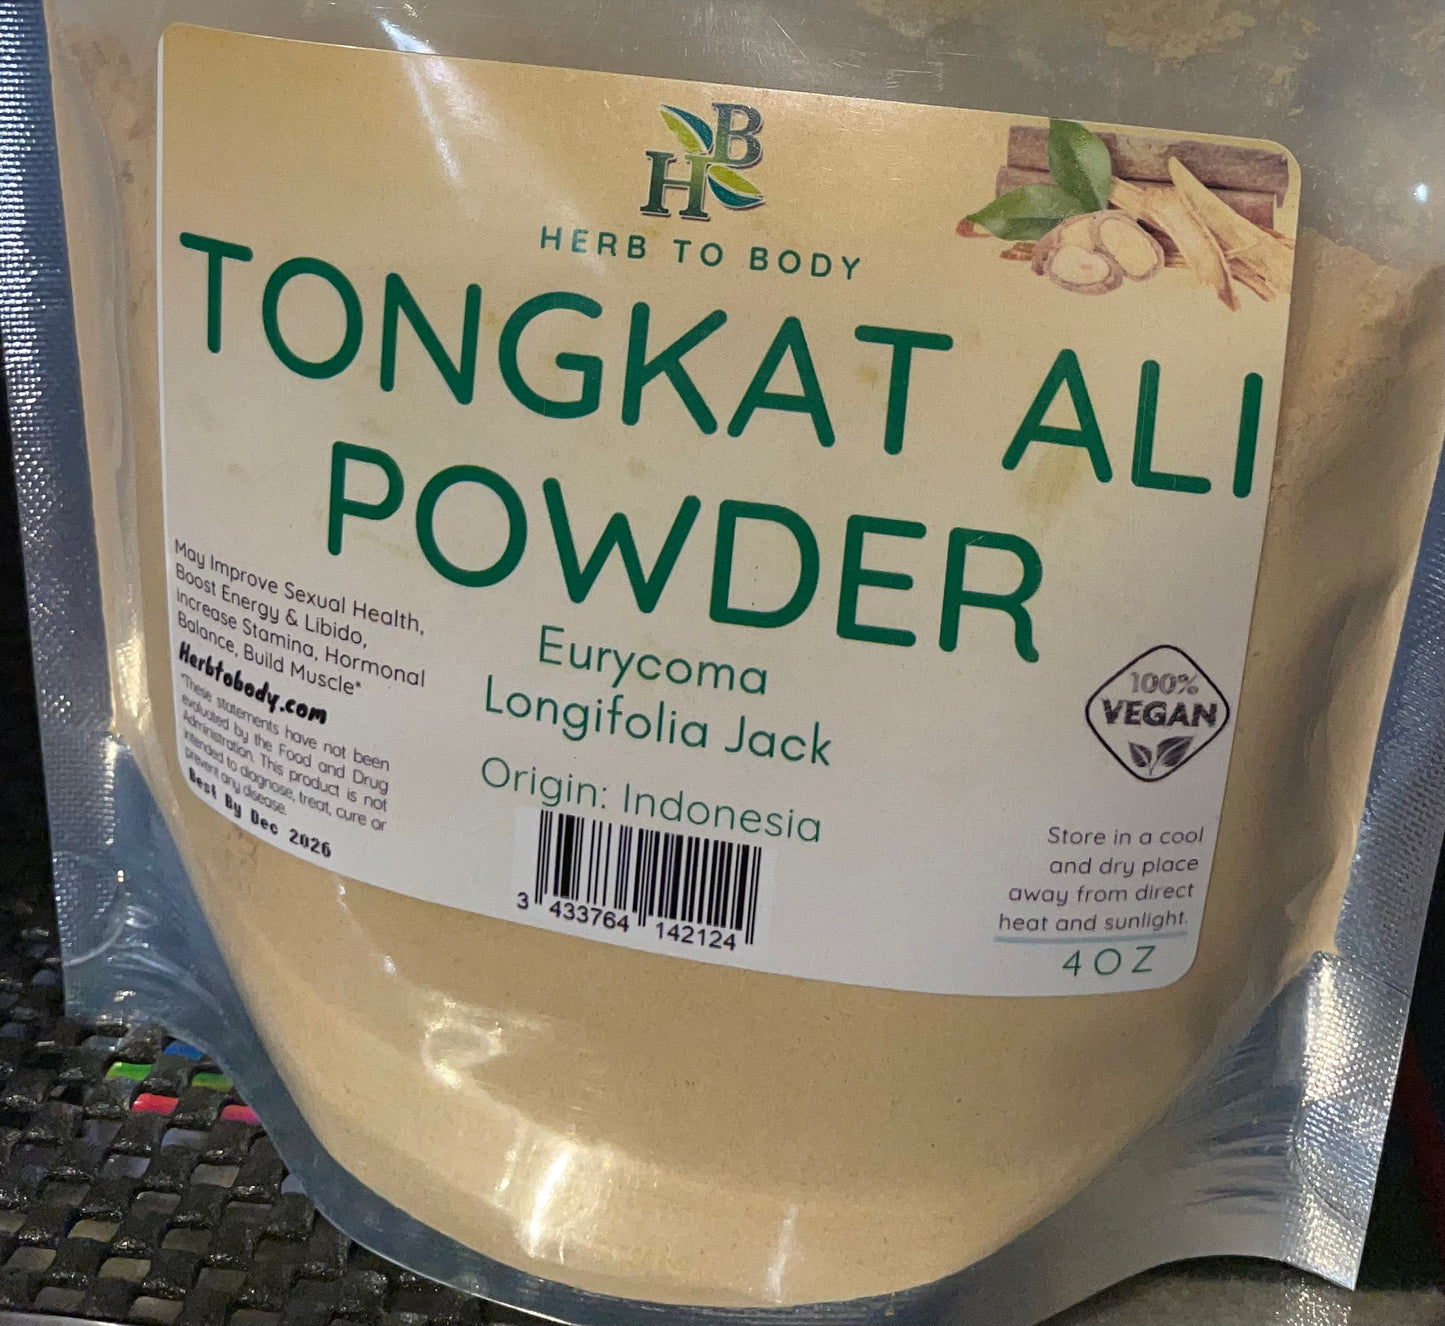 HB
HERB TO BODY
TONGKAT ALI
POWDER
Eurycoma
Longifolia Jack
Origin: Indonesia
May Improve Sexual Health,
Boost Energy & Libido,
increase Stamina, Hormonal
Balance, Build Muscle*
Herbtobody.com
*These statements have not been
evaluated by the Food and Drug
Administration. This product is not
intended to diagnose, treat, cure or
prevent any disease.
Best By Dec 2026
3 433764 142124
100%
VEGAN
Store in a cool
and dry place
away from direct
heat and sunlight.
4 OZ